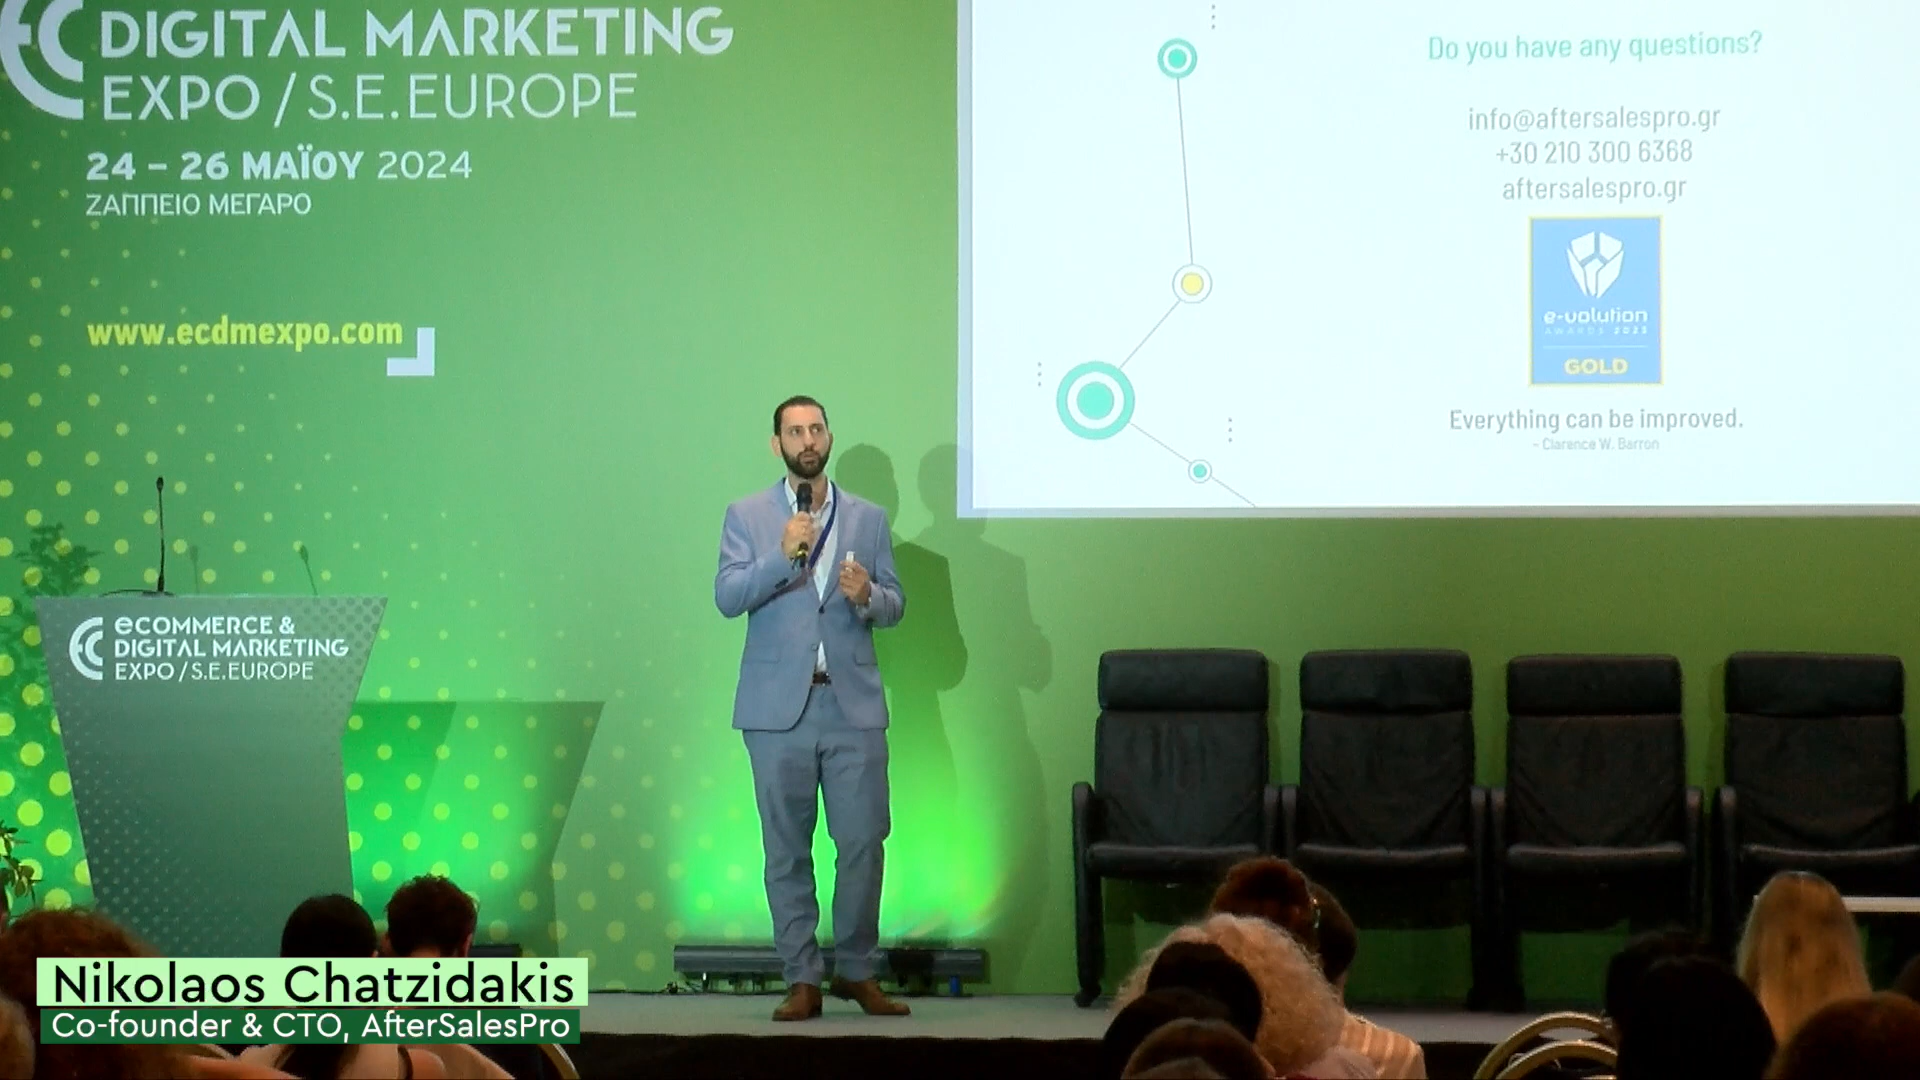 DIGITAL MARKETING
EXPO / S.E.EUROPE
24 – 26 ΜΑΪΟΥ 2024
ΖΑΠΠΕΙΟ ΜΕΓΑΡΟ
www.ecdmexpo.com
Do you have any questions?
info@aftersalespro.gr
+30 210 300 6368
aftersalespro.gr
e-volution
AWARDS 2023
GOLD
Everything can be improved.
- Clarence W. Barron
eCOMMERCE &
DIGITAL MARKETING
EXPO / S.E.EUROPE
Nikolaos Chatzidakis
Co-founder & CTO, AfterSalesPro